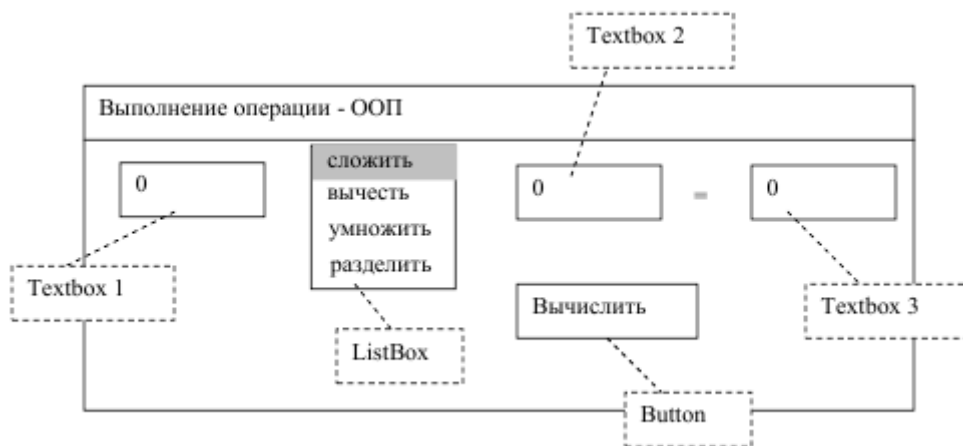 Textbox 2
Выполнение операции - ООП
0
сложить
вычесть
умножить
разделить
0
=
0
Textbox 1
ListBox
Вычислить
Textbox 3
Button